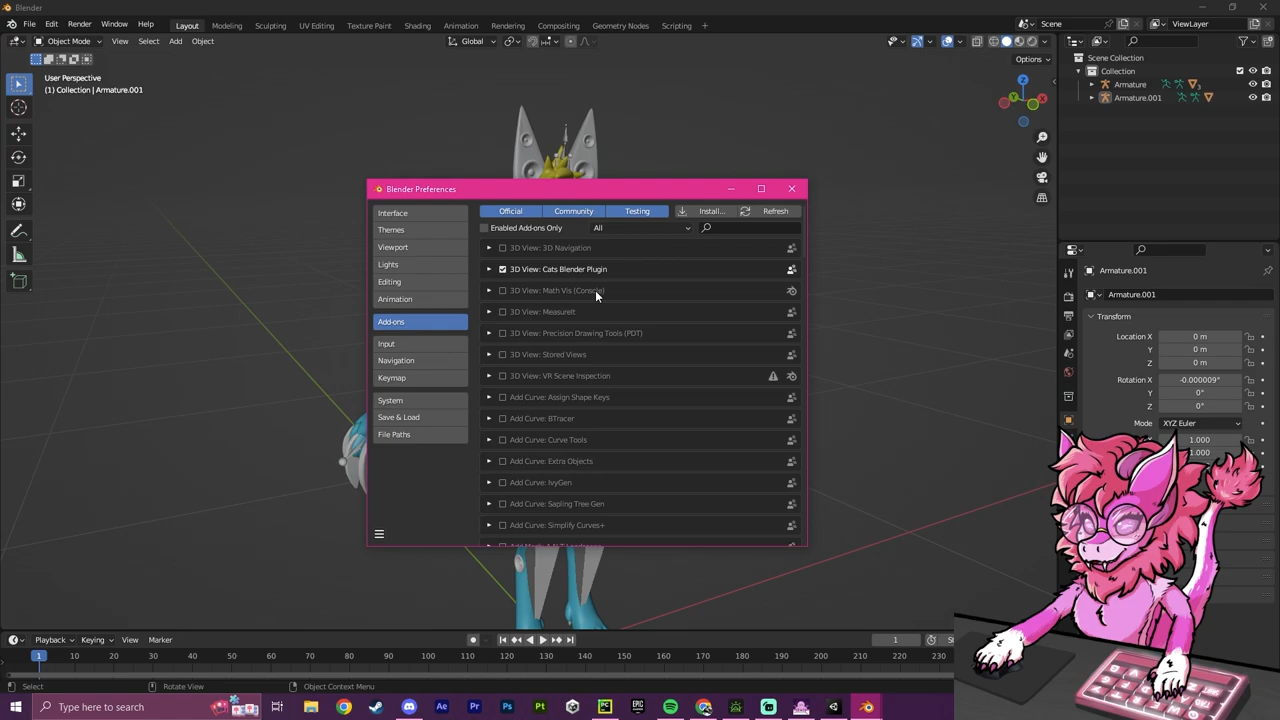 Blender
File Edit Render Window Help Layout Modeling Sculpting UV Editing Texture Paint Shading Animation Rendering Compositing Geometry Nodes Scripting + Scene ViewLayer
Object Mode View Select Add Object Global
Options
User Perspective
(1) Collection | Armature.001
Z
Y
X
Scene Collection
Collection
Armature
3
Armature.001
Blender Preferences
Interface
Themes
Viewport
Lights
Editing
Animation
Add-ons
Input
Navigation
Keymap
System
Save & Load
File Paths
Official Community Testing Install... Refresh
Enabled Add-ons Only All
3D View: 3D Navigation
3D View: Cats Blender Plugin
3D View: Math Vis (Console)
3D View: MeasureIt
3D View: Precision Drawing Tools (PDT)
3D View: Stored Views
3D View: VR Scene Inspection
Add Curve: Assign Shape Keys
Add Curve: BTracer
Add Curve: Curve Tools
Add Curve: Extra Objects
Add Curve: IvyGen
Add Curve: Sapling Tree Gen
Add Curve: Simplify Curves+
Armature.001
Armature.001
Transform
Location X 0 m
Y 0 m
Z 0 m
Rotation X -0.000009°
Y 0°
Z 0°
Mode XYZ Euler
1.000
1.000
Playback Keying View Marker 1
1 10 20 30 40 50 60 70 80 90 100 110 120 130 140 150 160 170 180 190 200 210 220 230
Select Rotate View Object Context Menu
Type here to search
Ae Pr Ps Pt PC EPIC GAMES